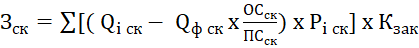 Зск = ∑[( Qi ск − Qф ск x ОСск/ПСск ) x Pi ск] x Кзак